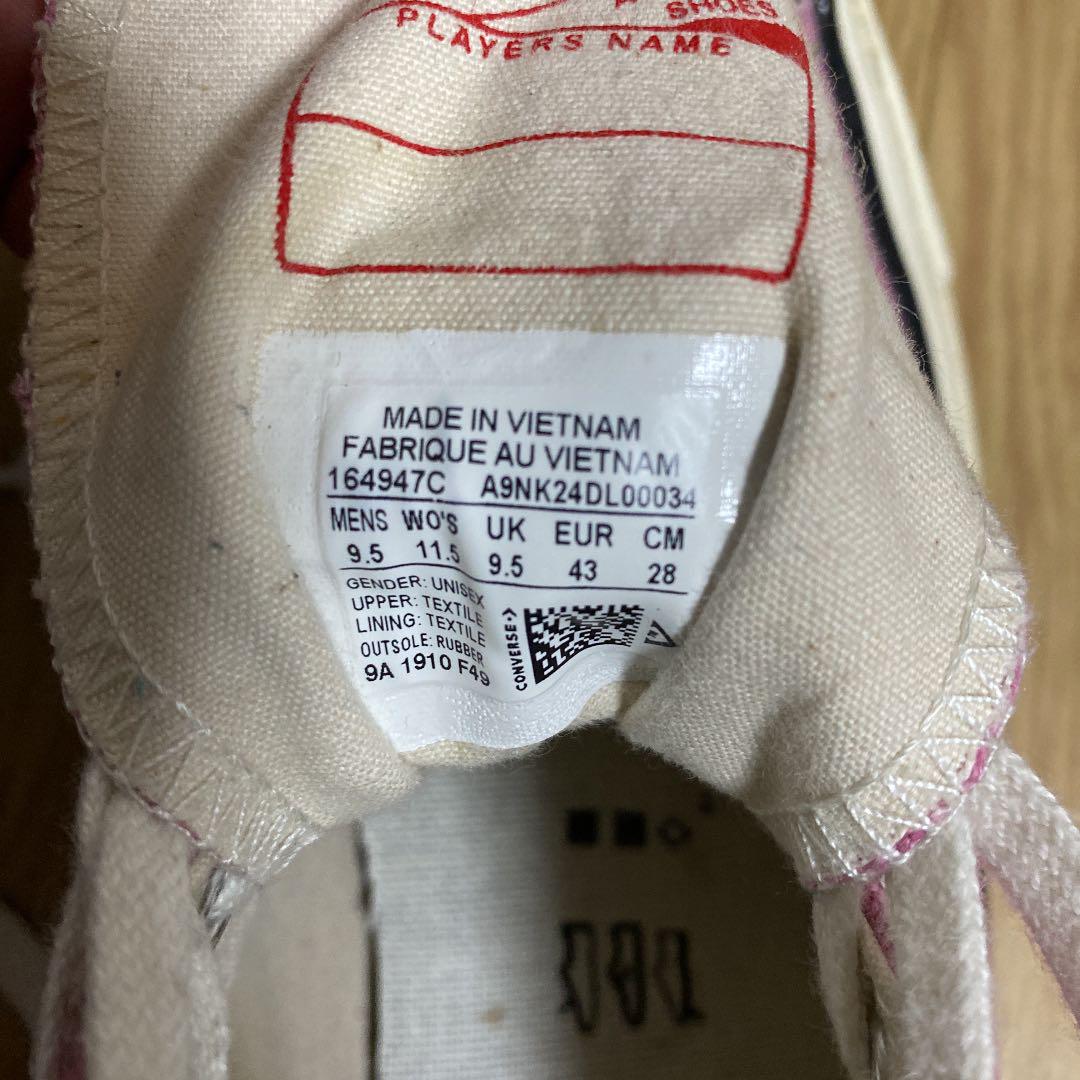 SHOES
PLAYERS NAME
MADE IN VIETNAM
FABRIQUE AU VIETNAM
164947C A9NK24DL00034
MENS WO'S UK EUR CM
9.5 11.5 9.5 43 28
GENDER: UNISEX
UPPER: TEXTILE
LINING: TEXTILE
OUTSOLE: RUBBER
9A 1910 F49
CONVERSE